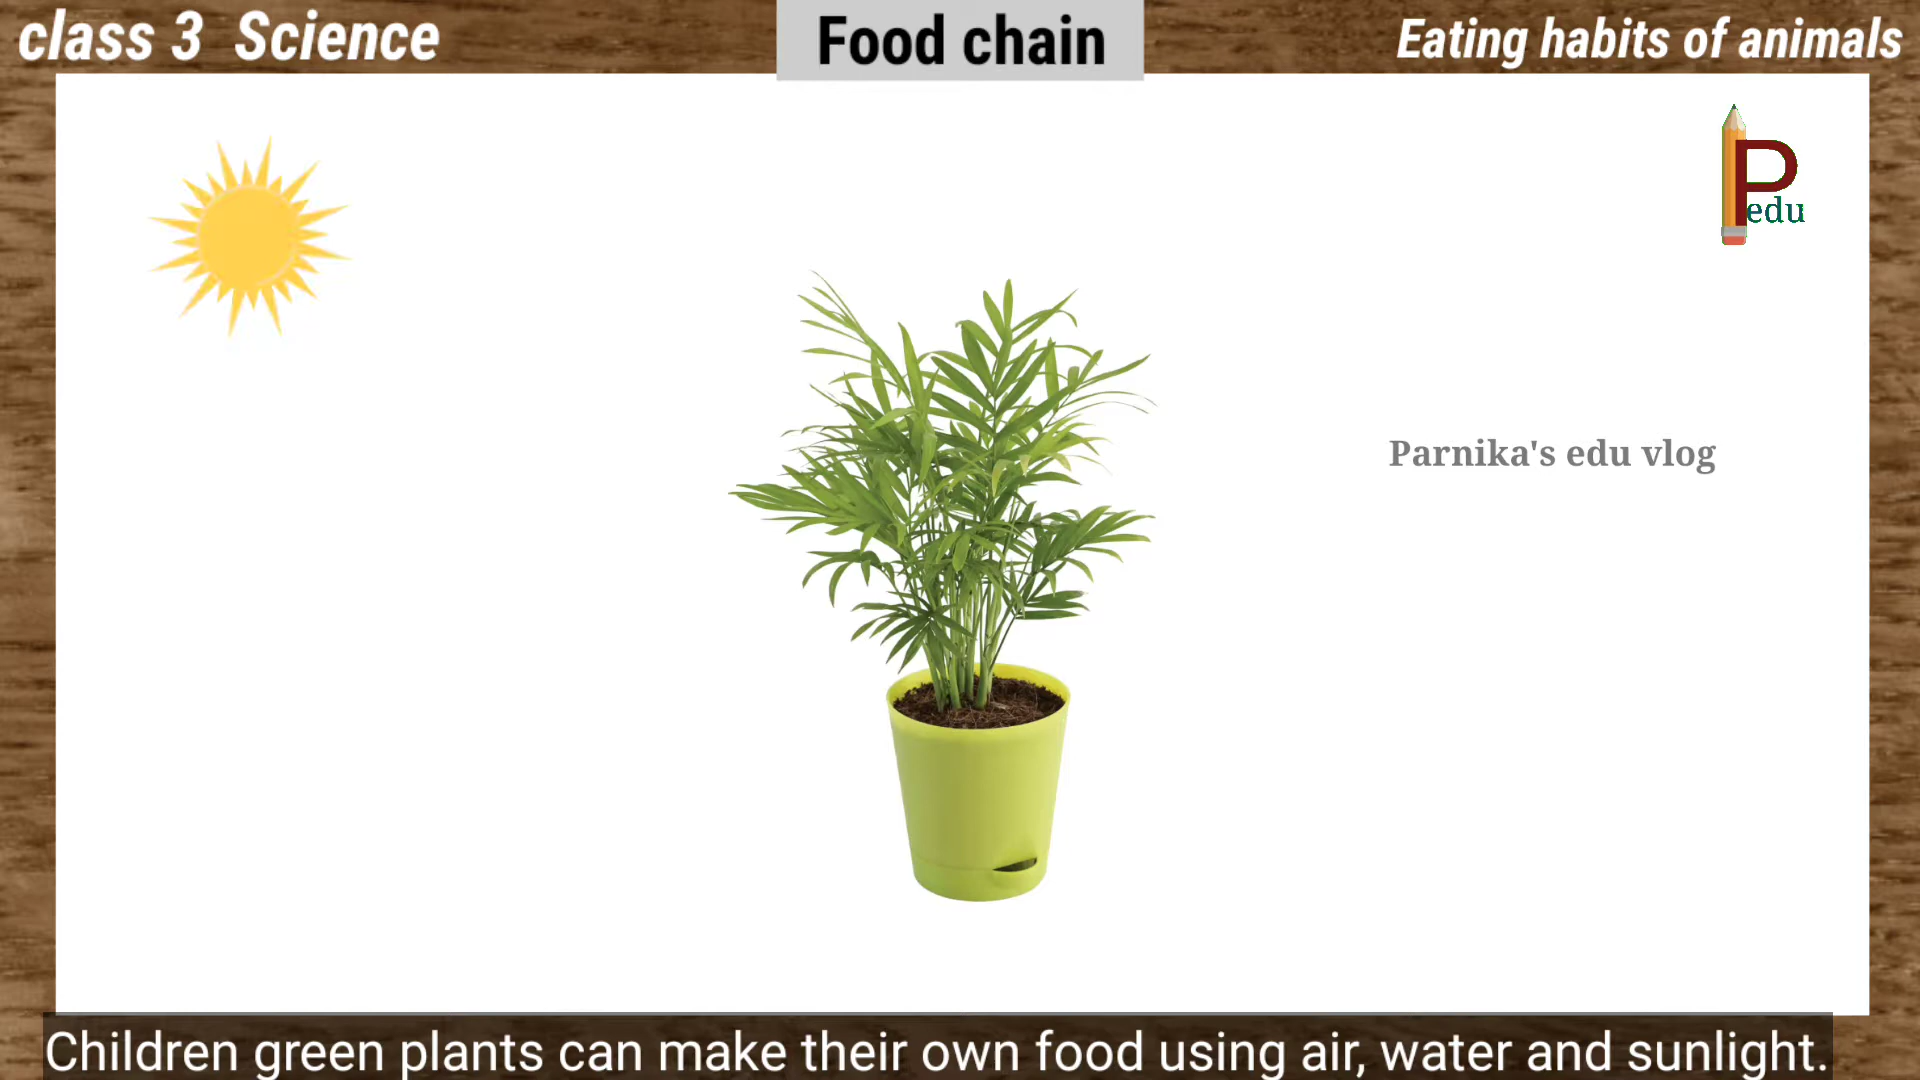 class 3 Science
Food chain
Eating habits of animals
P
edu
Parnika's edu vlog
Children green plants can make their own food using air, water and sunlight.